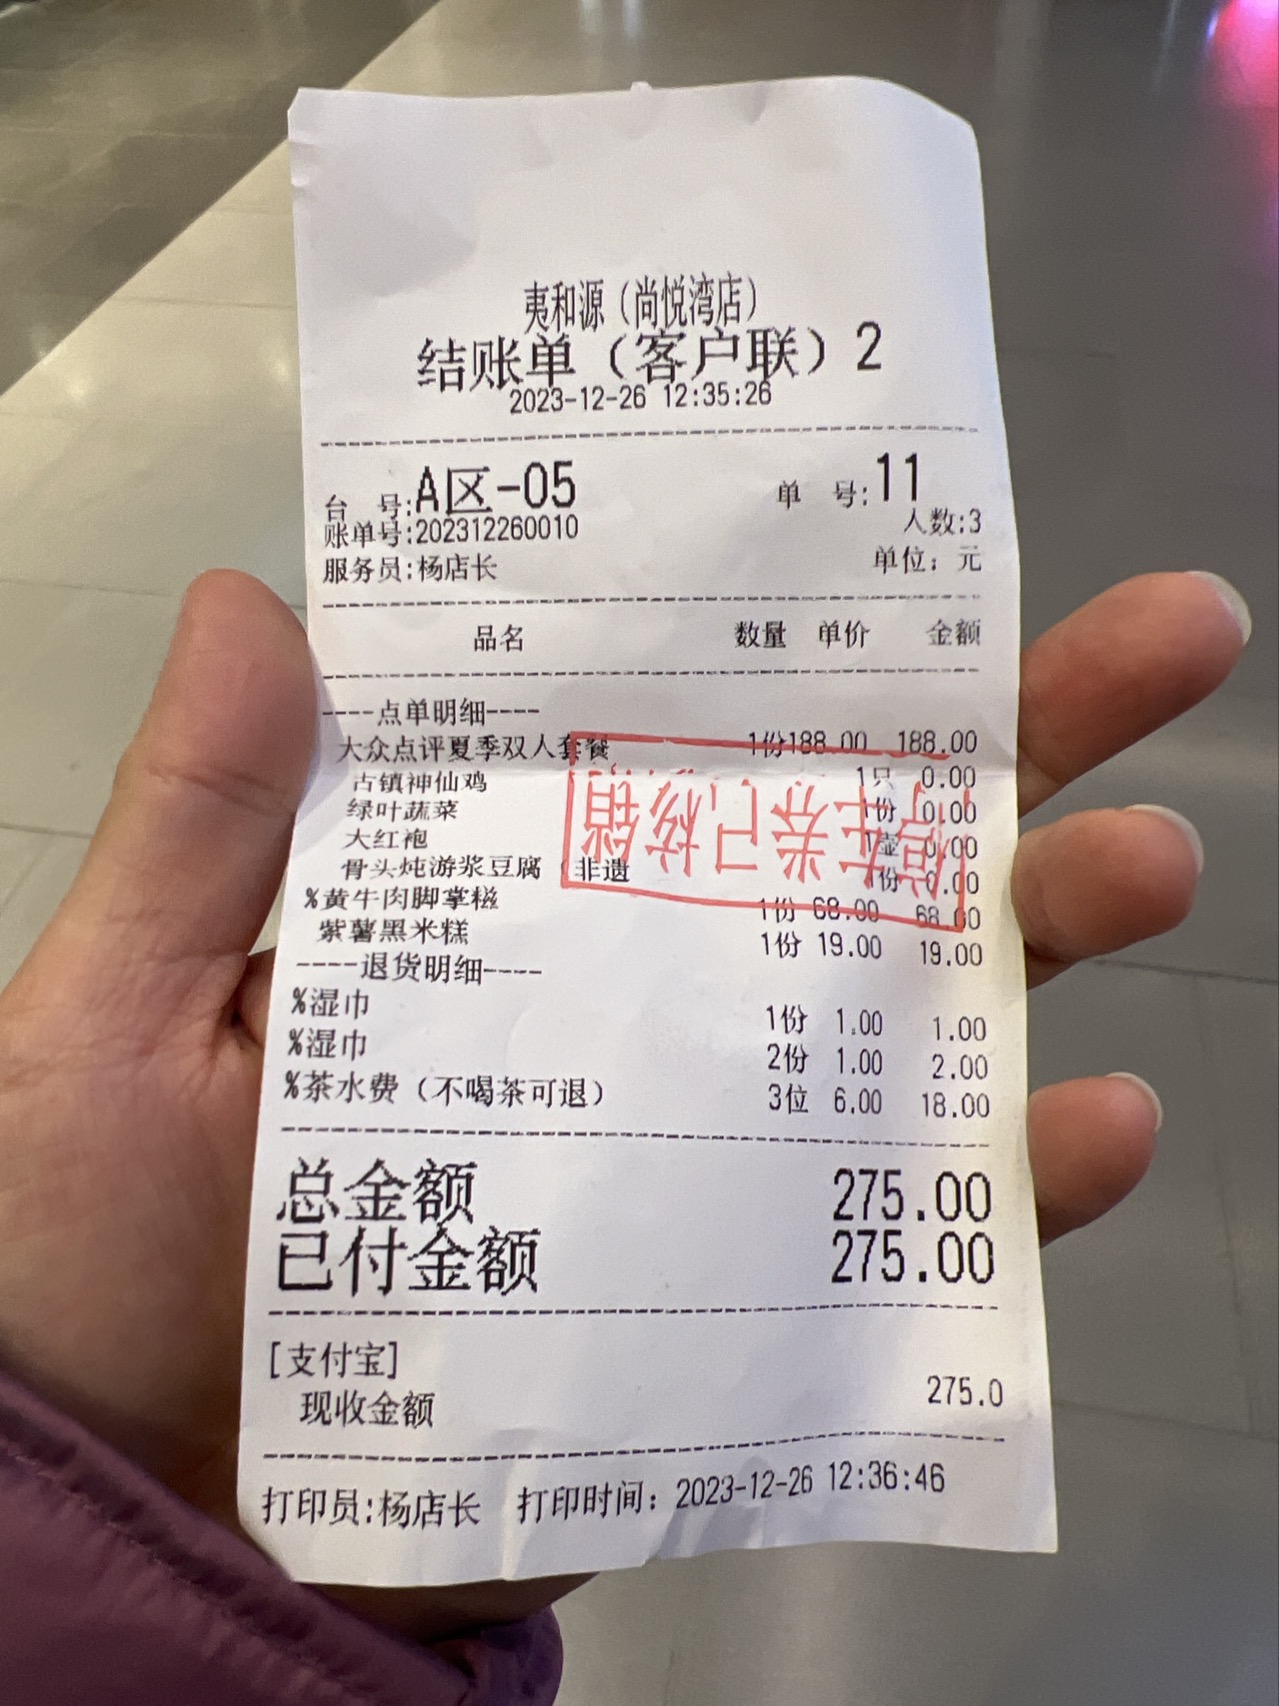 夷和源（尚悦湾店）
结账单（客户联）2
2023-12-26 12:35:26
台 号:A区-05 单 号:11
账单号:202312260010 人数:3
服务员:杨店长 单位：元
品名 数量 单价 金额
----点单明细----
大众点评夏季双人套餐 1份188.00 188.00
古镇神仙鸡 1只 0.00
绿叶蔬菜 1份 0.00
大红袍 1壶 0.00
骨头炖游浆豆腐（非遗 1份 0.00
%黄牛肉脚掌糍 1份 68.00 68.00
紫薯黑米糕 1份 19.00 19.00
停车券已核销
----退货明细----
%湿巾 1份 1.00 1.00
%湿巾 2份 1.00 2.00
%茶水费（不喝茶可退） 3位 6.00 18.00
总金额 275.00
已付金额 275.00
[支付宝]
现收金额 275.0
打印员:杨店长 打印时间：2023-12-26 12:36:46